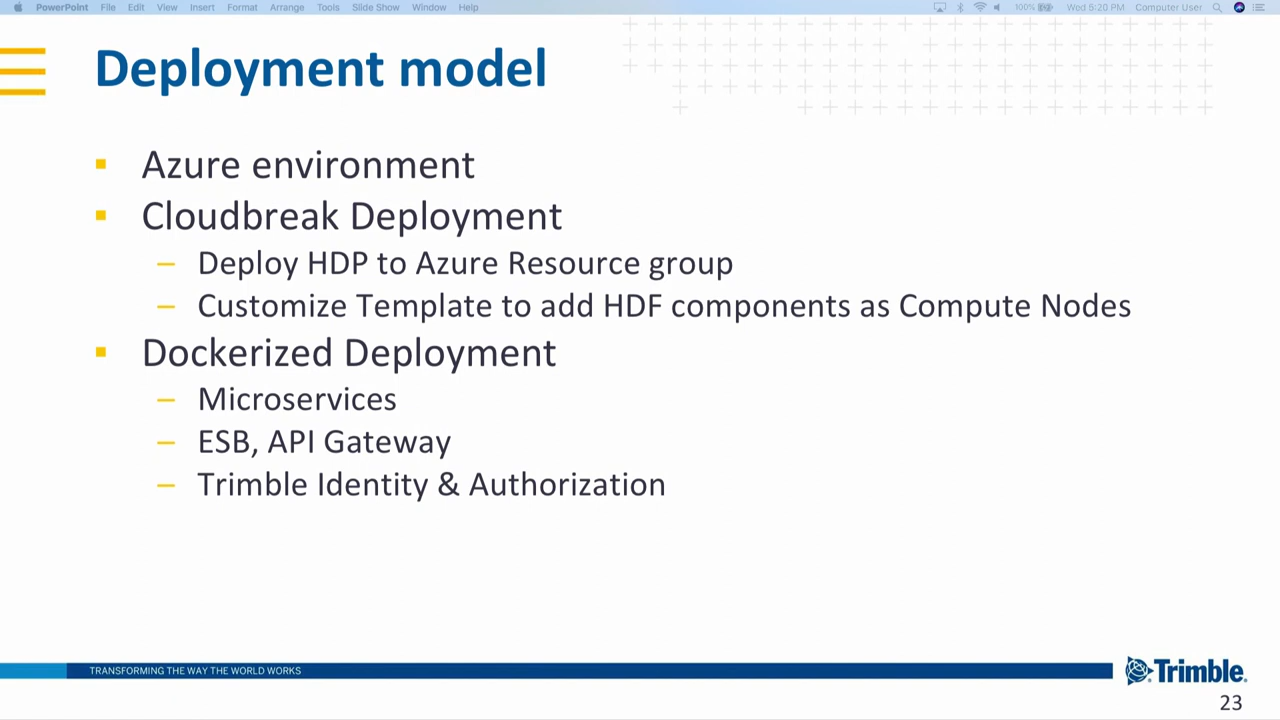 PowerPoint File Edit View Insert Format Arrange Tools Slide Show Window Help 100% Wed 5:20 PM Computer User
Deployment model
▪ Azure environment
▪ Cloudbreak Deployment
– Deploy HDP to Azure Resource group
– Customize Template to add HDF components as Compute Nodes
▪ Dockerized Deployment
– Microservices
– ESB, API Gateway
– Trimble Identity & Authorization
TRANSFORMING THE WAY THE WORLD WORKS
Trimble.
23